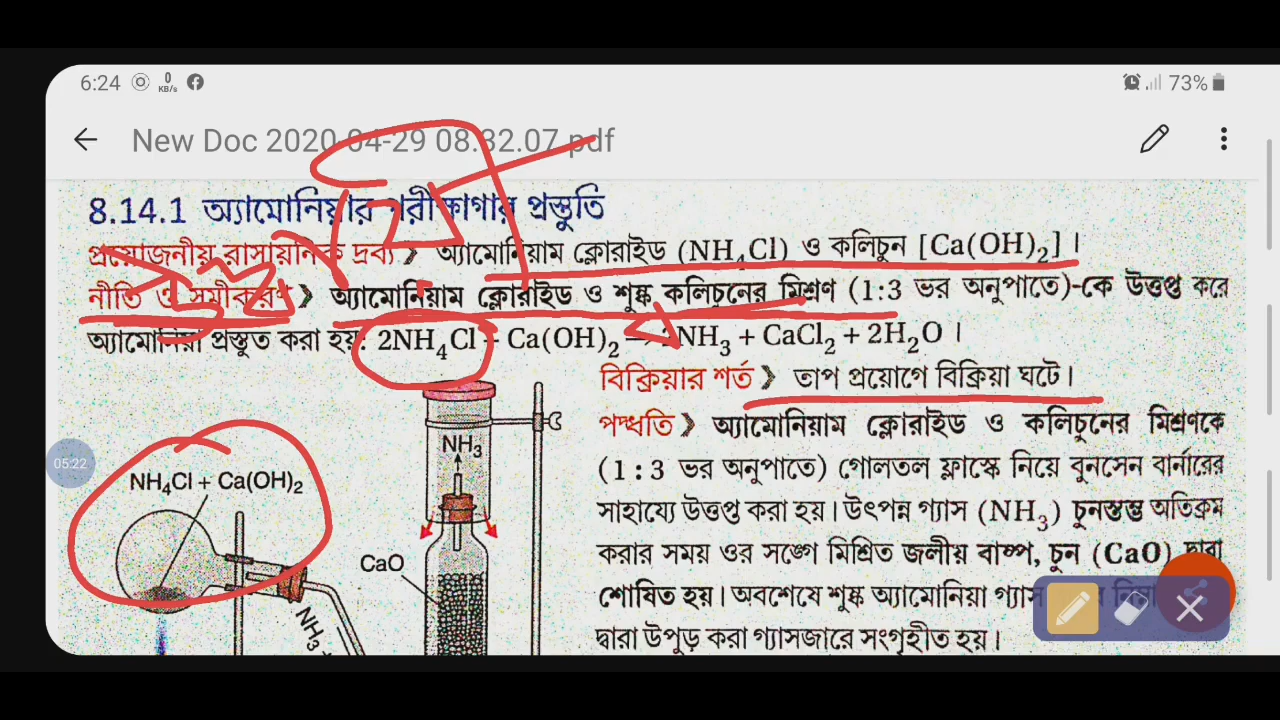 6:24 0 KB/s 73%
New Doc 2020-04-29 08.32.07.pdf
8.14.1 অ্যামোনিয়ার পরীক্ষাগার প্রস্তুতি
প্রয়োজনীয় রাসায়নিক দ্রব্য》 অ্যামোনিয়াম ক্লোরাইড (NH₄Cl) ও কলিচুন [Ca(OH)₂]।
নীতি ও সমীকরণ》 অ্যামোনিয়াম ক্লোরাইড ও শুষ্ক কলিচুনের মিশ্রণ (1:3 ভর অনুপাতে)-কে উত্তপ্ত করে
অ্যামোনিয়া প্রস্তুত করা হয়: 2NH₄Cl + Ca(OH)₂ → 2NH₃ + CaCl₂ + 2H₂O।
বিক্রিয়ার শর্ত》 তাপ প্রয়োগে বিক্রিয়া ঘটে।
পদ্ধতি》 অ্যামোনিয়াম ক্লোরাইড ও কলিচুনের মিশ্রণকে
(1:3 ভর অনুপাতে) গোলতল ফ্লাস্কে নিয়ে বুনসেন বার্নারের
সাহায্যে উত্তপ্ত করা হয়। উৎপন্ন গ্যাস (NH₃) চুনস্তম্ভ অতিক্রম
করার সময় ওর সঙ্গে মিশ্রিত জলীয় বাষ্প, চুন (CaO) দ্বারা
শোষিত হয়। অবশেষে শুষ্ক অ্যামোনিয়া গ্যাস
দ্বারা উপুড় করা গ্যাসজারে সংগৃহীত হয়।
NH₃
05:22
NH₄Cl + Ca(OH)₂
CaO
NH₃